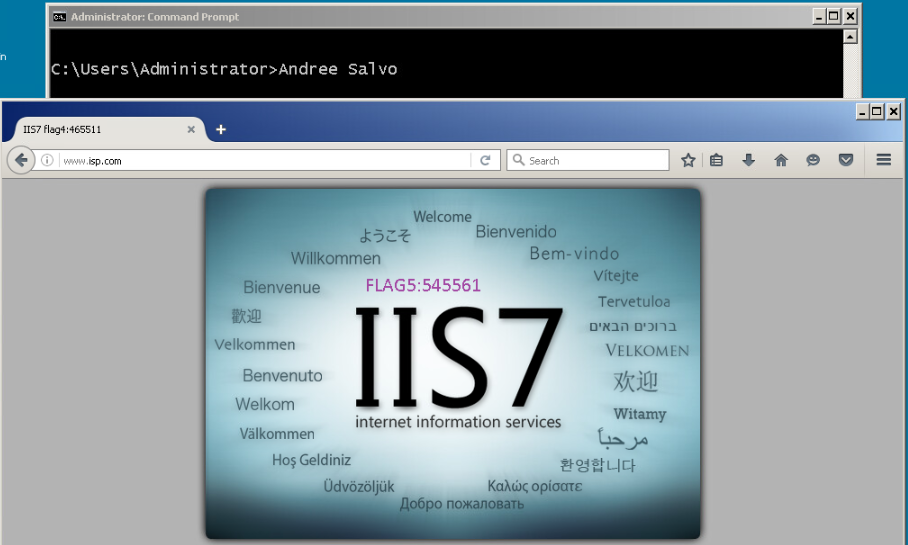 Administrator: Command Prompt
n
C:\Users\Administrator>Andree Salvo
IIS7 flag4:465511
www.isp.com
Search
Welcome
ようこそ
Bienvenido
Willkommen
Bem-vindo
Vítejte
Bienvenue
FLAG5:545561
Tervetuloa
歡迎
ברוכים הבאים
Velkommen
VELKOMEN
IIS7
Benvenuto
欢迎
Welkom
Witamy
internet information services
Välkommen
مرحباً
Hoş Geldiniz
환영합니다
Üdvözöljük
Καλώς ορίσατε
Добро пожаловать